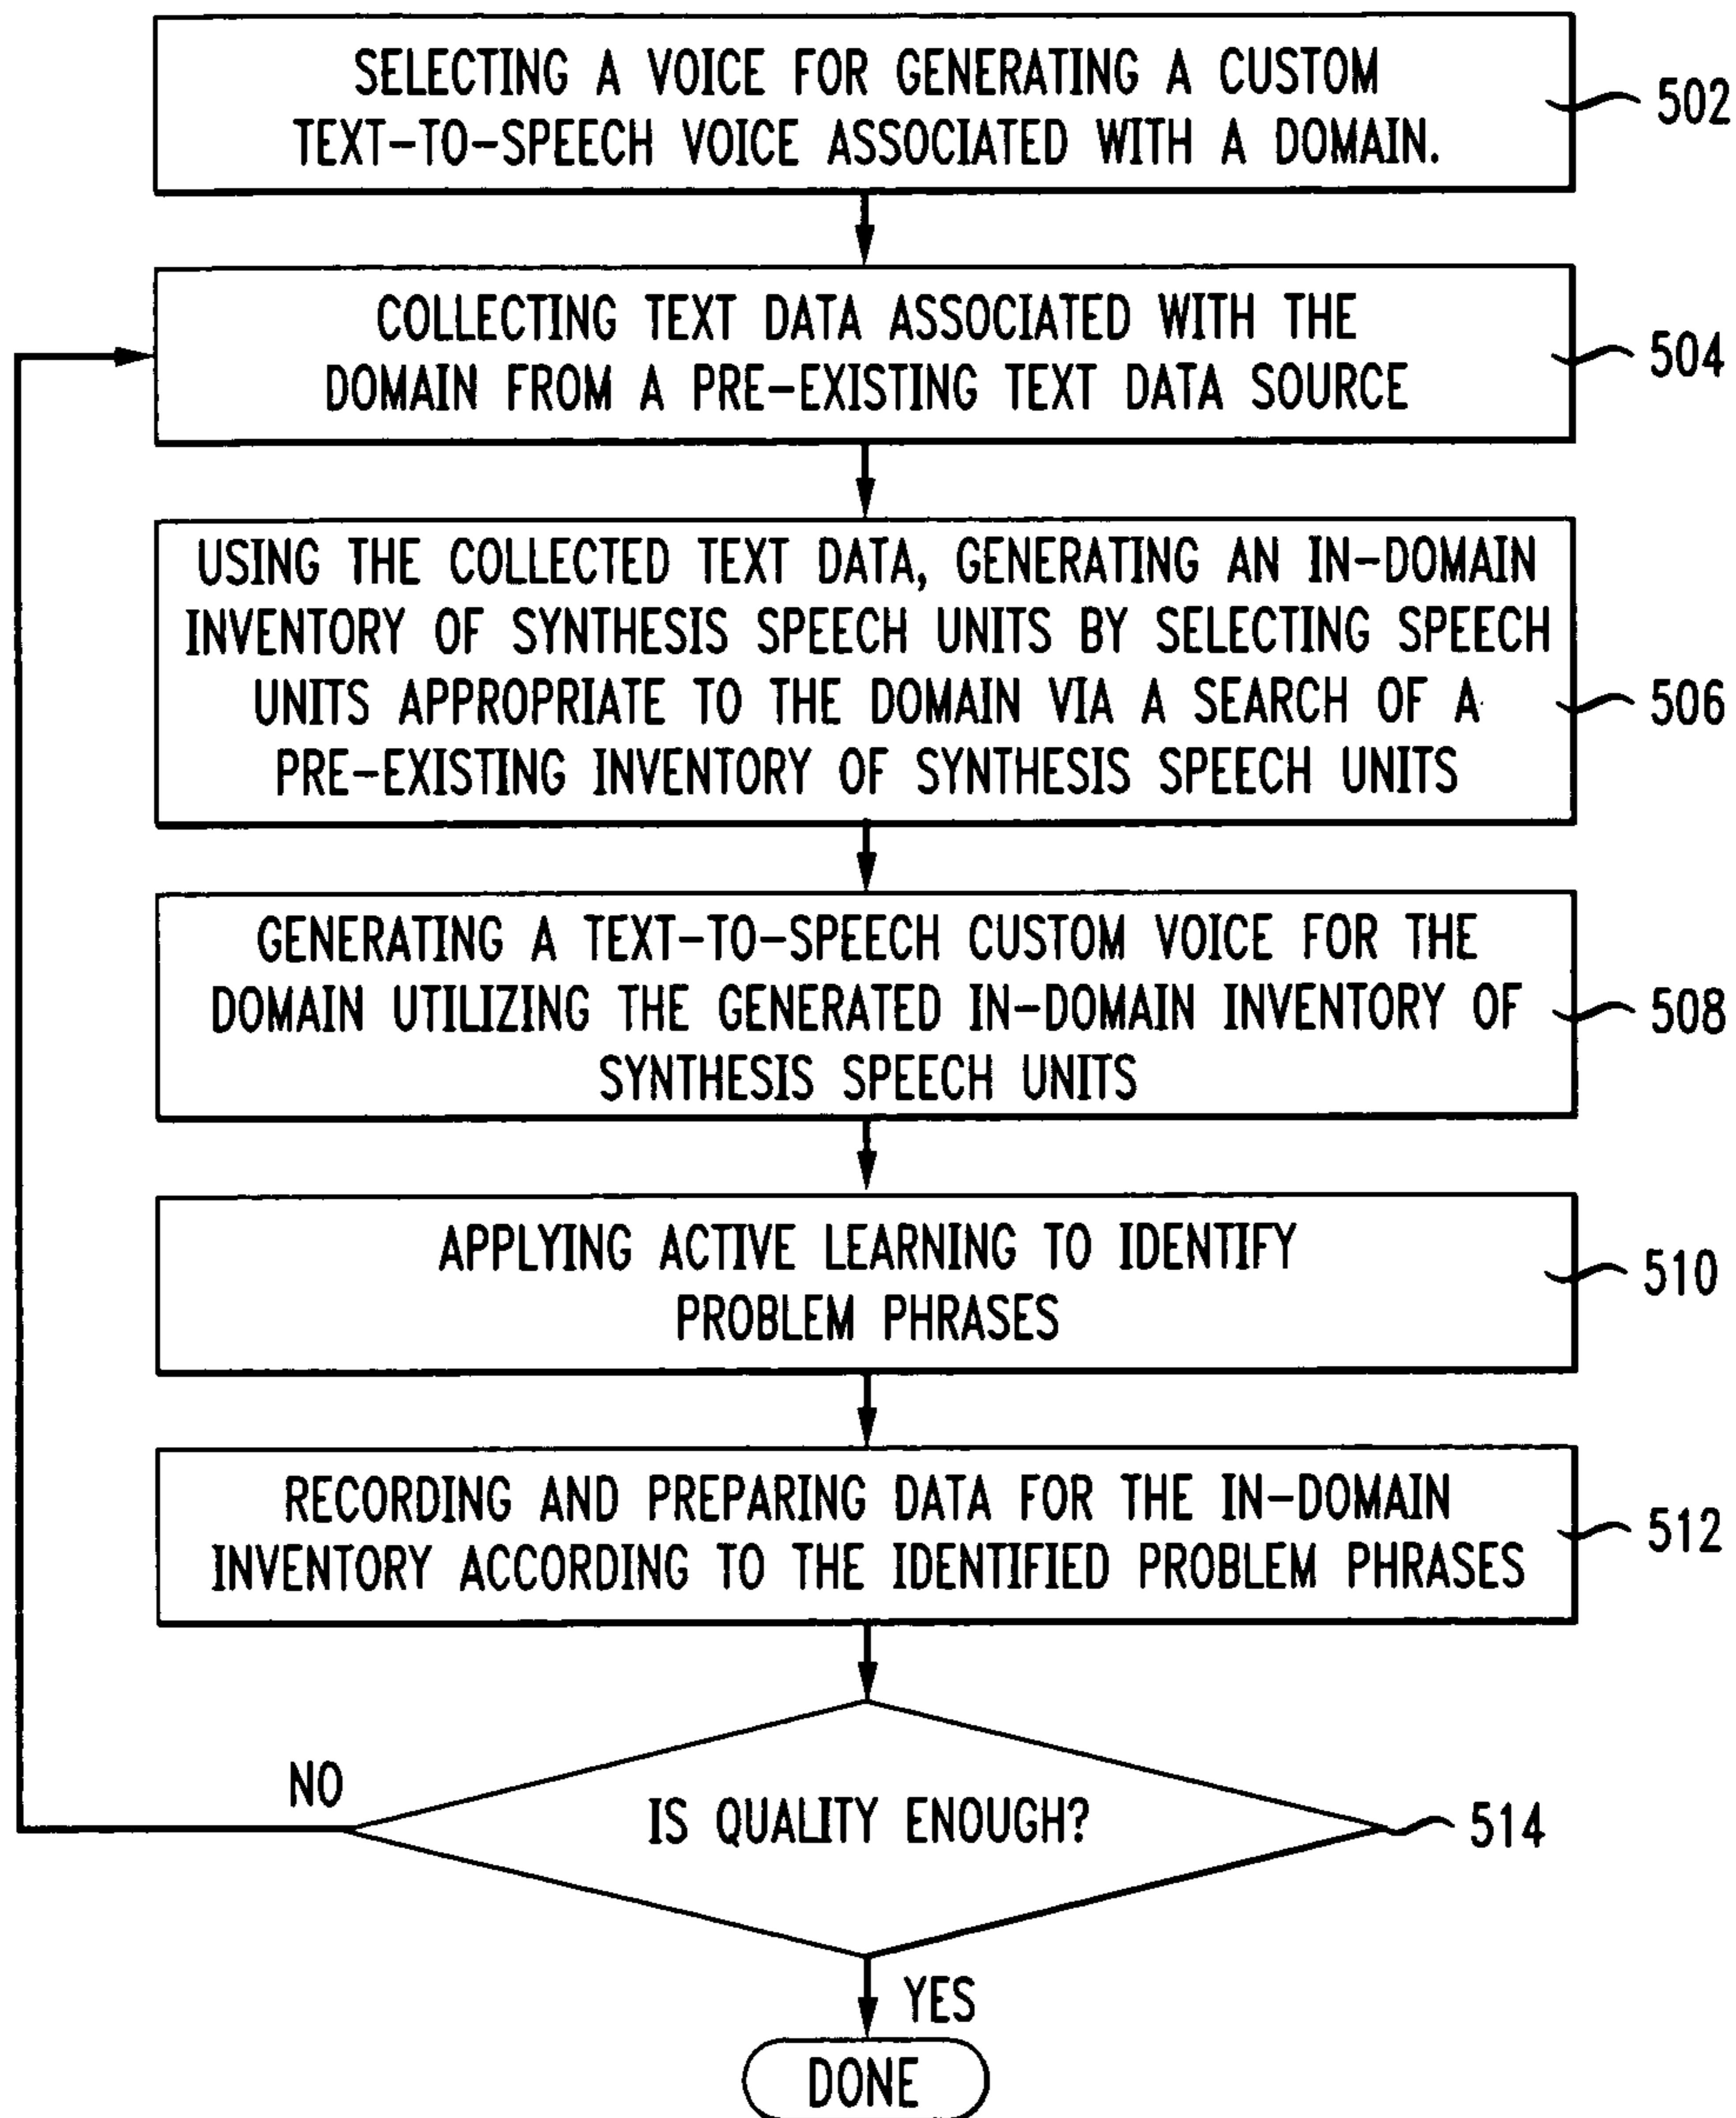 SELECTING A VOICE FOR GENERATING A CUSTOM
TEXT-TO-SPEECH VOICE ASSOCIATED WITH A DOMAIN.
502
COLLECTING TEXT DATA ASSOCIATED WITH THE
DOMAIN FROM A PRE-EXISTING TEXT DATA SOURCE
504
USING THE COLLECTED TEXT DATA, GENERATING AN IN-DOMAIN
INVENTORY OF SYNTHESIS SPEECH UNITS BY SELECTING SPEECH
UNITS APPROPRIATE TO THE DOMAIN VIA A SEARCH OF A
PRE-EXISTING INVENTORY OF SYNTHESIS SPEECH UNITS
506
GENERATING A TEXT-TO-SPEECH CUSTOM VOICE FOR THE
DOMAIN UTILIZING THE GENERATED IN-DOMAIN INVENTORY OF
SYNTHESIS SPEECH UNITS
508
APPLYING ACTIVE LEARNING TO IDENTIFY
PROBLEM PHRASES
510
RECORDING AND PREPARING DATA FOR THE IN-DOMAIN
INVENTORY ACCORDING TO THE IDENTIFIED PROBLEM PHRASES
512
NO
IS QUALITY ENOUGH?
514
YES
DONE